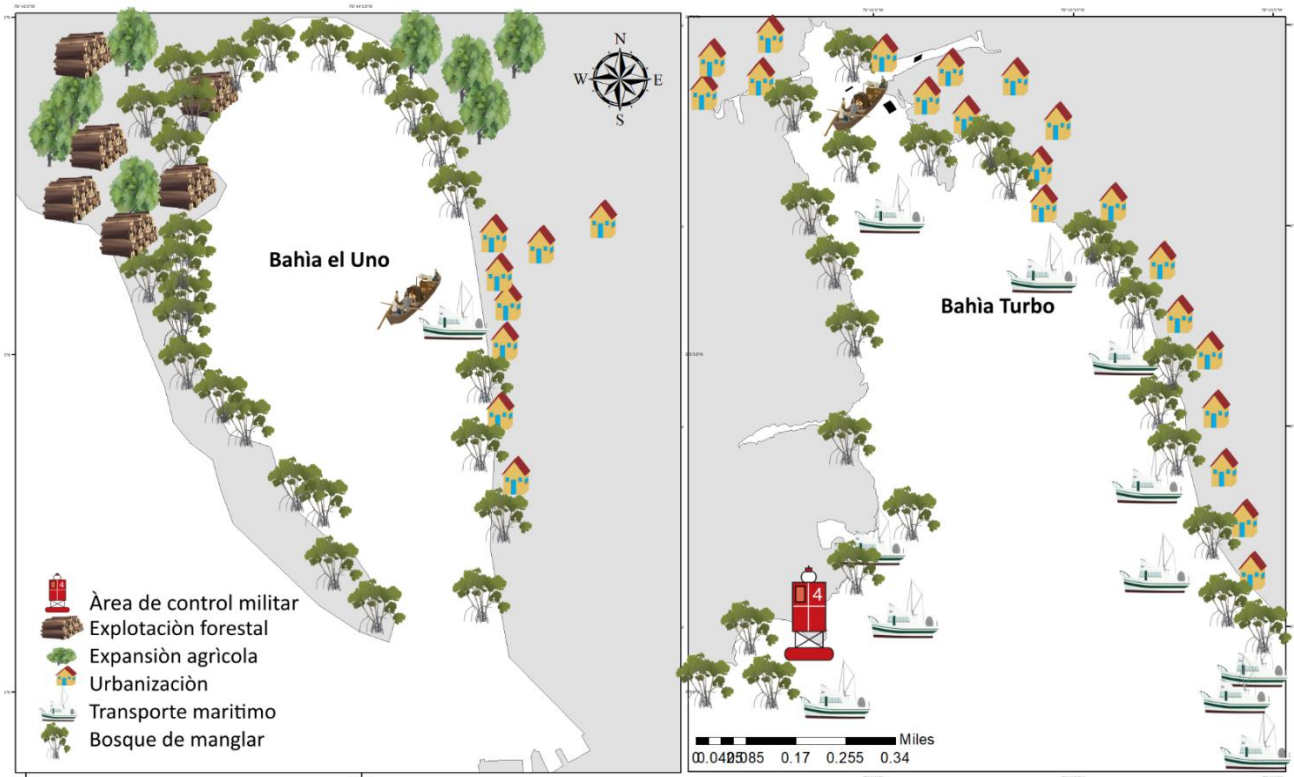 N
W E
S
Bahìa el Uno
Bahìa Turbo
4
Àrea de control militar
Explotaciòn forestal
Expansiòn agrìcola
Urbanizaciòn
Transporte maritimo
Bosque de manglar
Miles
0.17 0.255 0.34